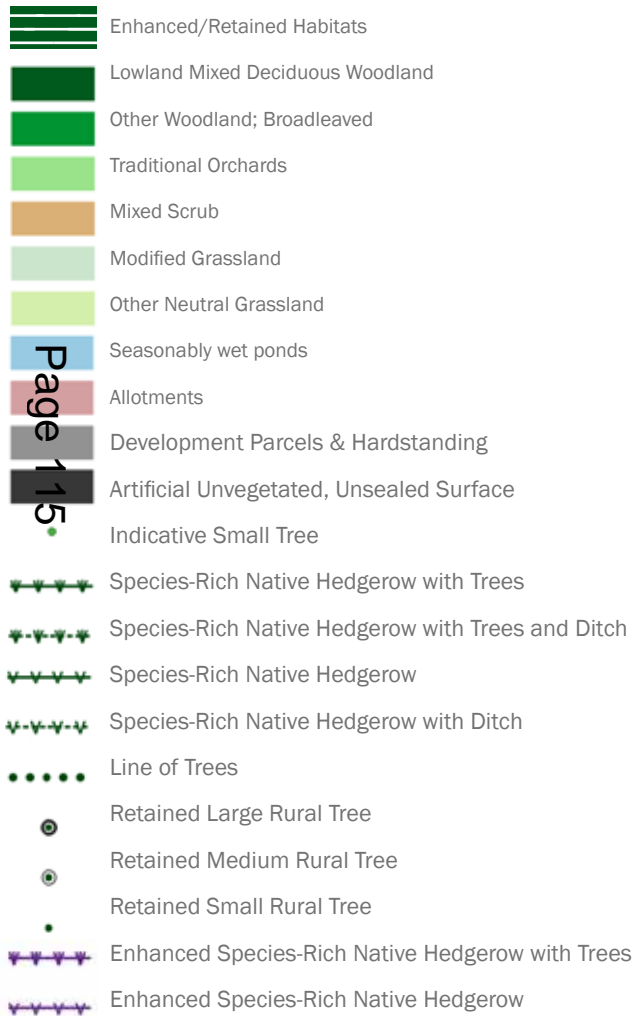 Enhanced/Retained Habitats
Lowland Mixed Deciduous Woodland
Other Woodland; Broadleaved
Traditional Orchards
Mixed Scrub
Modified Grassland
Other Neutral Grassland
Seasonably wet ponds
Allotments
Development Parcels & Hardstanding
Artificial Unvegetated, Unsealed Surface
Indicative Small Tree
Species-Rich Native Hedgerow with Trees
Species-Rich Native Hedgerow with Trees and Ditch
Species-Rich Native Hedgerow
Species-Rich Native Hedgerow with Ditch
Line of Trees
Retained Large Rural Tree
Retained Medium Rural Tree
Retained Small Rural Tree
Enhanced Species-Rich Native Hedgerow with Trees
Enhanced Species-Rich Native Hedgerow
Page 115